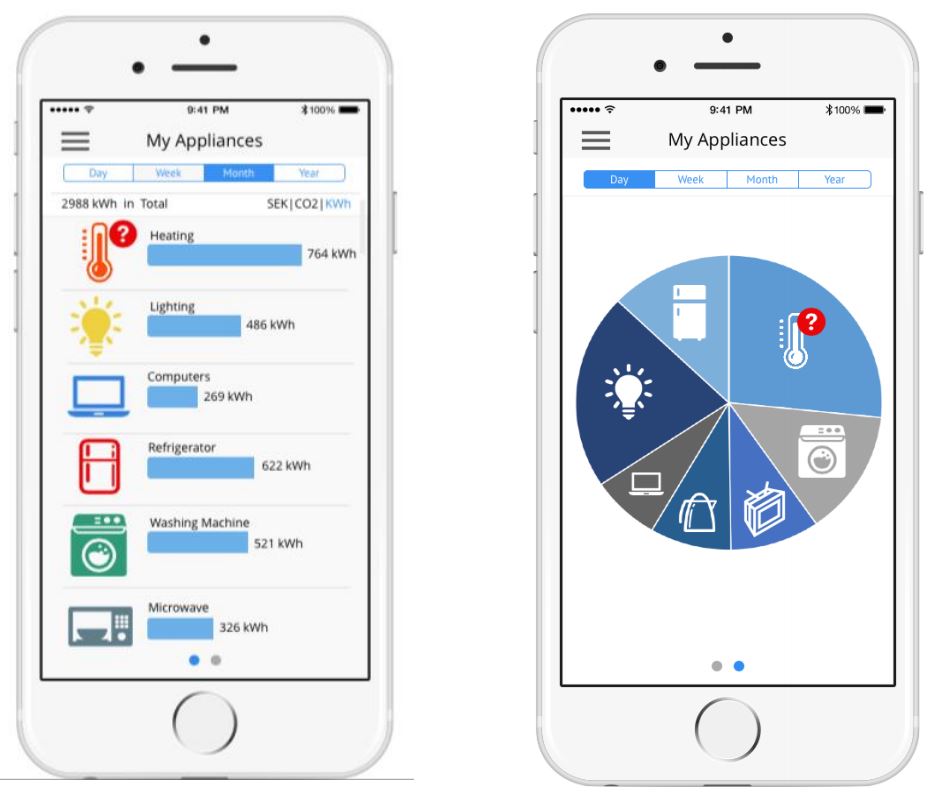 9:41 PM 100%
My Appliances
Day Week Month Year
2988 kWh in Total SEK|CO2|KWh
?
Heating
764 kWh
Lighting
486 kWh
Computers
269 kWh
Refrigerator
622 kWh
Washing Machine
521 kWh
Microwave
326 kWh
9:41 PM 100%
My Appliances
Day Week Month Year
?